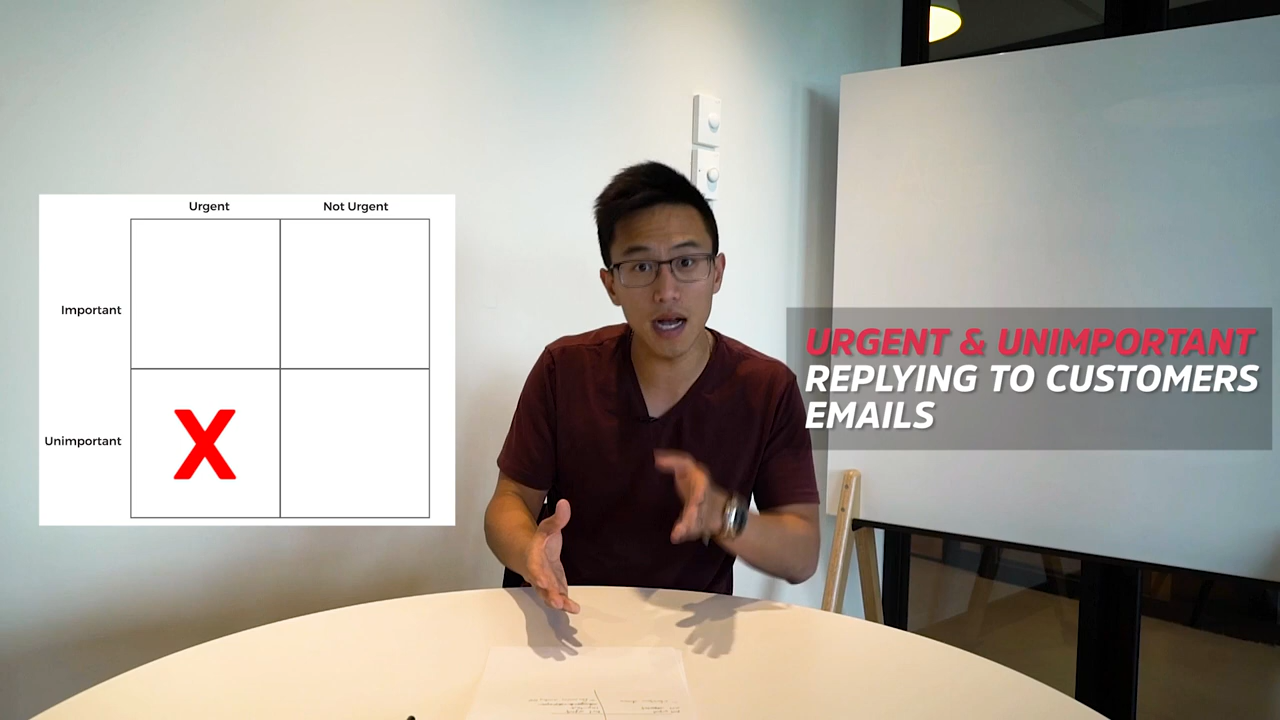 Urgent Not Urgent
Important
Unimportant
X
URGENT & UNIMPORTANT
REPLYING TO CUSTOMERS
EMAILS